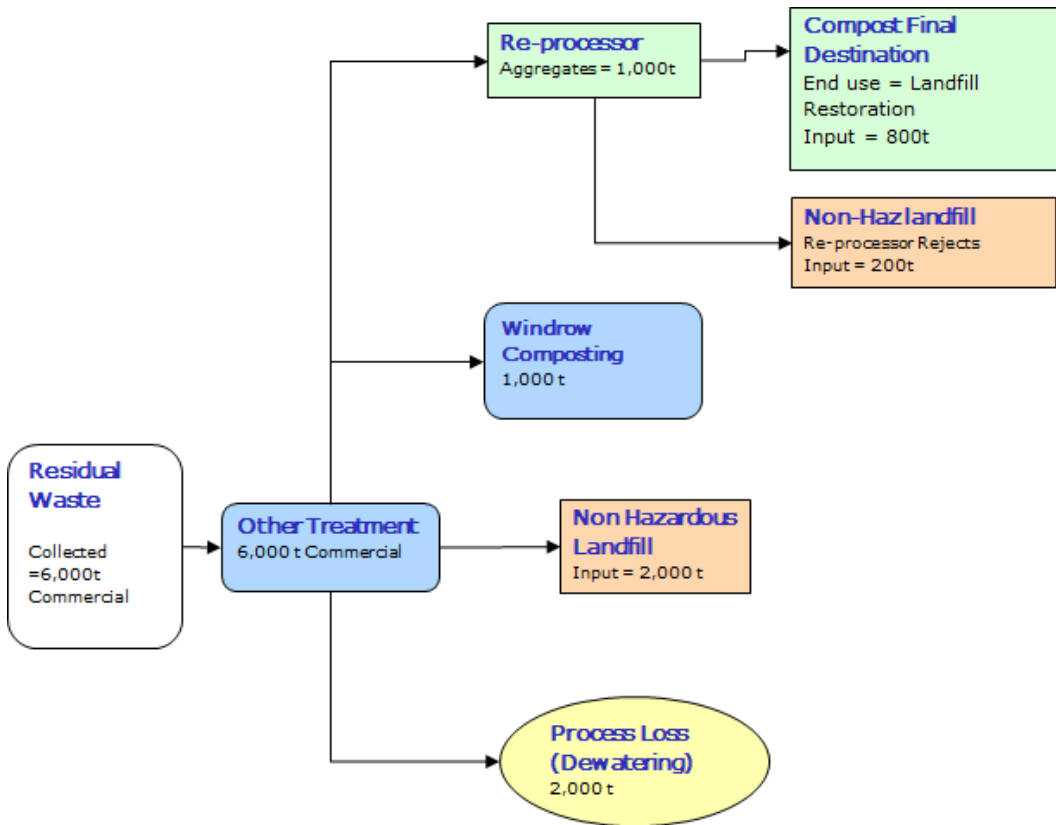 Re-processor
Aggregates = 1,000t
Compost Final
Destination
End use = Landfill
Restoration
Input = 800t
Non-Haz landfill
Re-processor Rejects
Input = 200t
Windrow
Composting
1,000 t
Residual
Waste
Collected
=6,000t
Commercial
Other Treatment
6,000 t Commercial
Non Hazardous
Landfill
Input = 2,000 t
Process Loss
(Dewatering)
2,000 t